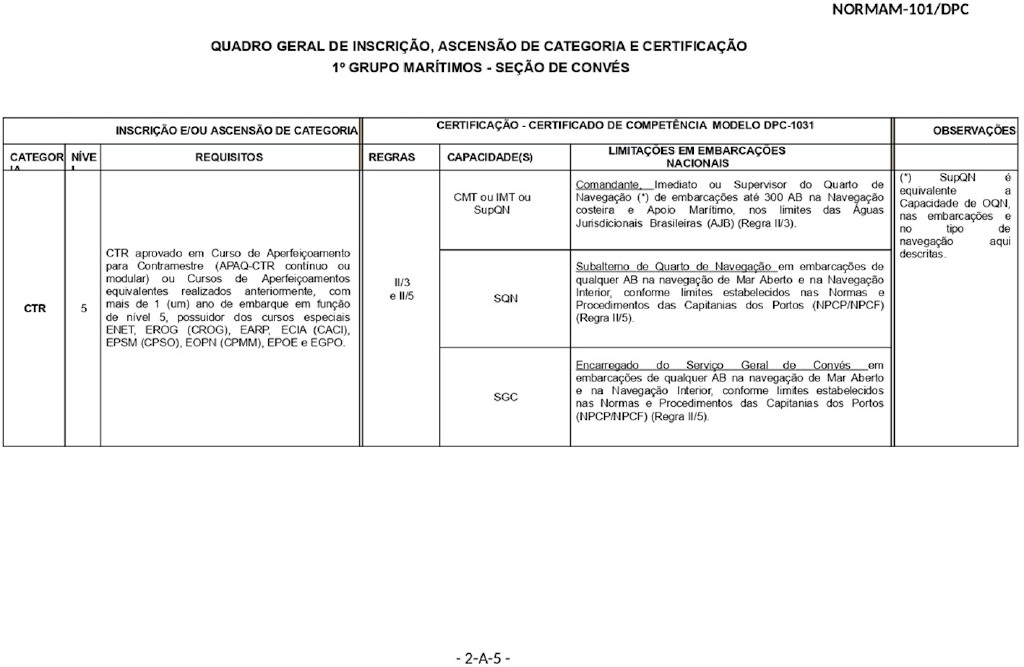 NORMAM-101/DPC
QUADRO GERAL DE INSCRIÇÃO, ASCENSÃO DE CATEGORIA E CERTIFICAÇÃO
1º GRUPO MARÍTIMOS - SEÇÃO DE CONVÉS
INSCRIÇÃO E/OU ASCENSÃO DE CATEGORIA
CERTIFICAÇÃO - CERTIFICADO DE COMPETÊNCIA MODELO DPC-1031
OBSERVAÇÕES
CATEGOR
IA
NÍVE
L
REQUISITOS
REGRAS
CAPACIDADE(S)
LIMITAÇÕES EM EMBARCAÇÕES
NACIONAIS
CTR
5
CTR aprovado em Curso de Aperfeiçoamento
para Contramestre (APAQ-CTR contínuo ou
modular) ou Cursos de Aperfeiçoamentos
equivalentes realizados anteriormente, com
mais de 1 (um) ano de embarque em função
de nível 5, possuidor dos cursos especiais
ENET, EROG (CROG), EARP, ECIA (CACI),
EPSM (CPSO), EOPN (CPMM), EPOE e EGPO.
II/3
e II/5
CMT ou IMT ou
SupQN
Comandante, Imediato ou Supervisor do Quarto de
Navegação (*) de embarcações até 300 AB na Navegação
costeira e Apoio Marítimo, nos limites das Águas
Jurisdicionais Brasileiras (AJB) (Regra II/3).
SQN
Subalterno de Quarto de Navegação em embarcações de
qualquer AB na navegação de Mar Aberto e na Navegação
Interior, conforme limites estabelecidos nas Normas e
Procedimentos das Capitanias dos Portos (NPCP/NPCF)
(Regra II/5).
SGC
Encarregado do Serviço Geral de Convés em
embarcações de qualquer AB na navegação de Mar Aberto
e na Navegação Interior, conforme limites estabelecidos
nas Normas e Procedimentos das Capitanias dos Portos
(NPCP/NPCF) (Regra II/5).
(*) SupQN é
equivalente a
Capacidade de OQN,
nas embarcações e
no tipo de
navegação aqui
descritas.
- 2-A-5 -